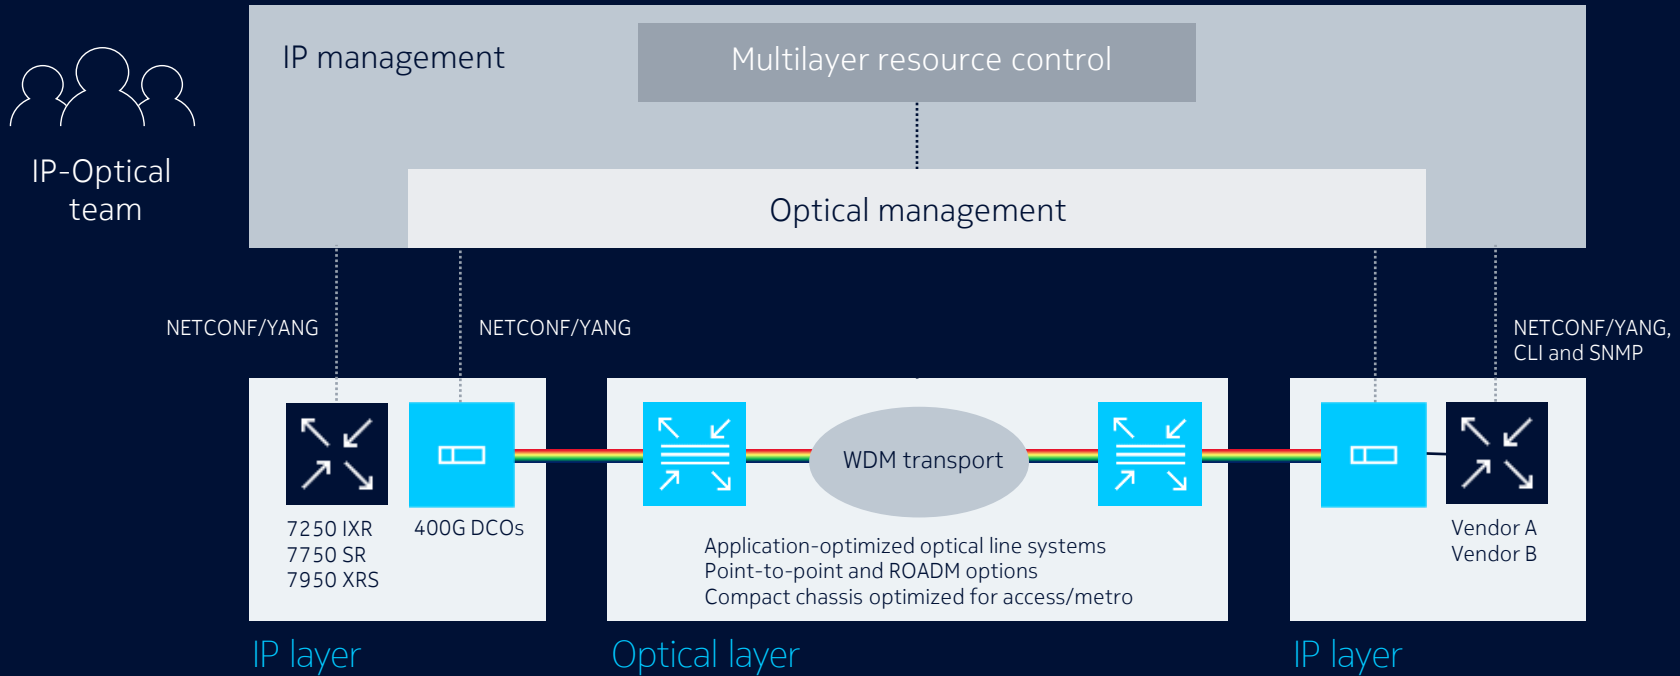 IP management
Multilayer resource control
IP-Optical
team
Optical management
NETCONF/YANG
NETCONF/YANG
NETCONF/YANG,
CLI and SNMP
WDM transport
7250 IXR
7750 SR
7950 XRS
400G DCOs
Application-optimized optical line systems
Point-to-point and ROADM options
Compact chassis optimized for access/metro
Vendor A
Vendor B
IP layer
Optical layer
IP layer